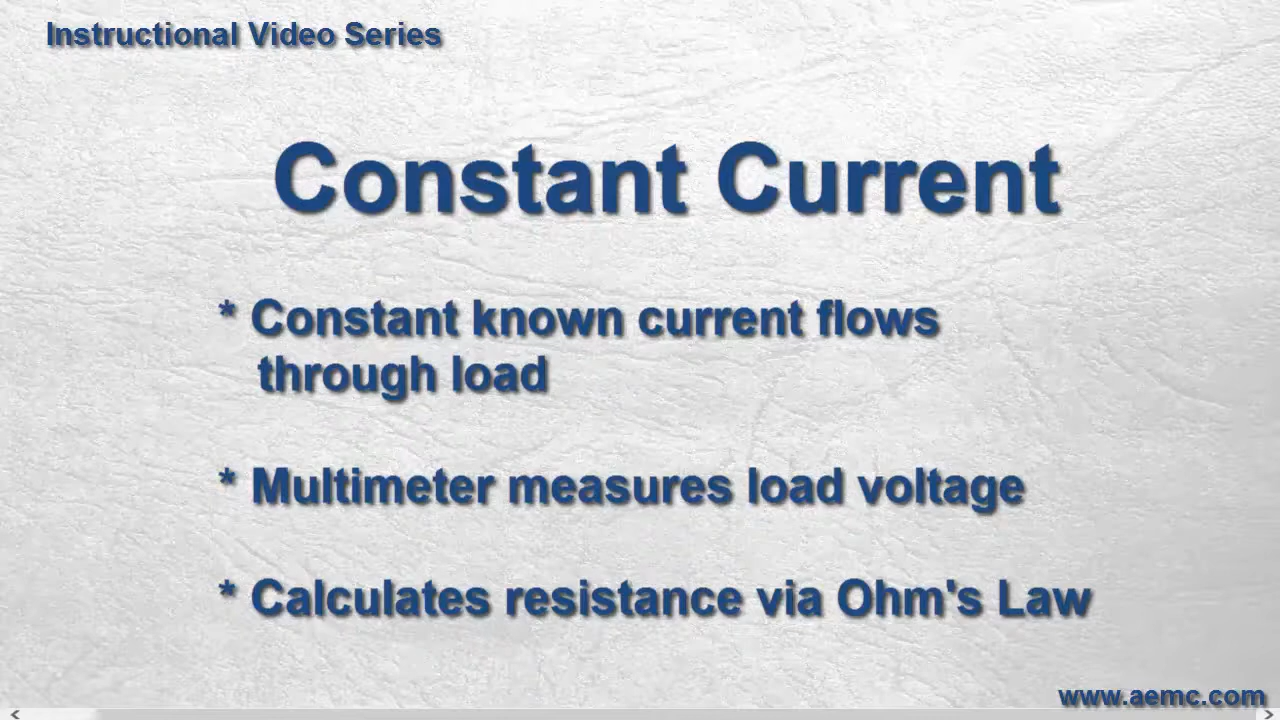 Instructional Video Series
Constant Current
* Constant known current flows
through load
* Multimeter measures load voltage
* Calculates resistance via Ohm's Law
www.aemc.com